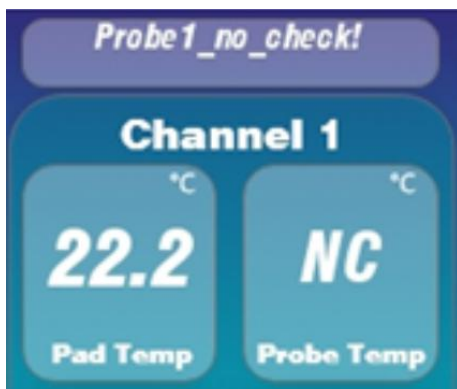 Probe1_no_check!
Channel 1
°C °C
22.2 NC
Pad Temp Probe Temp